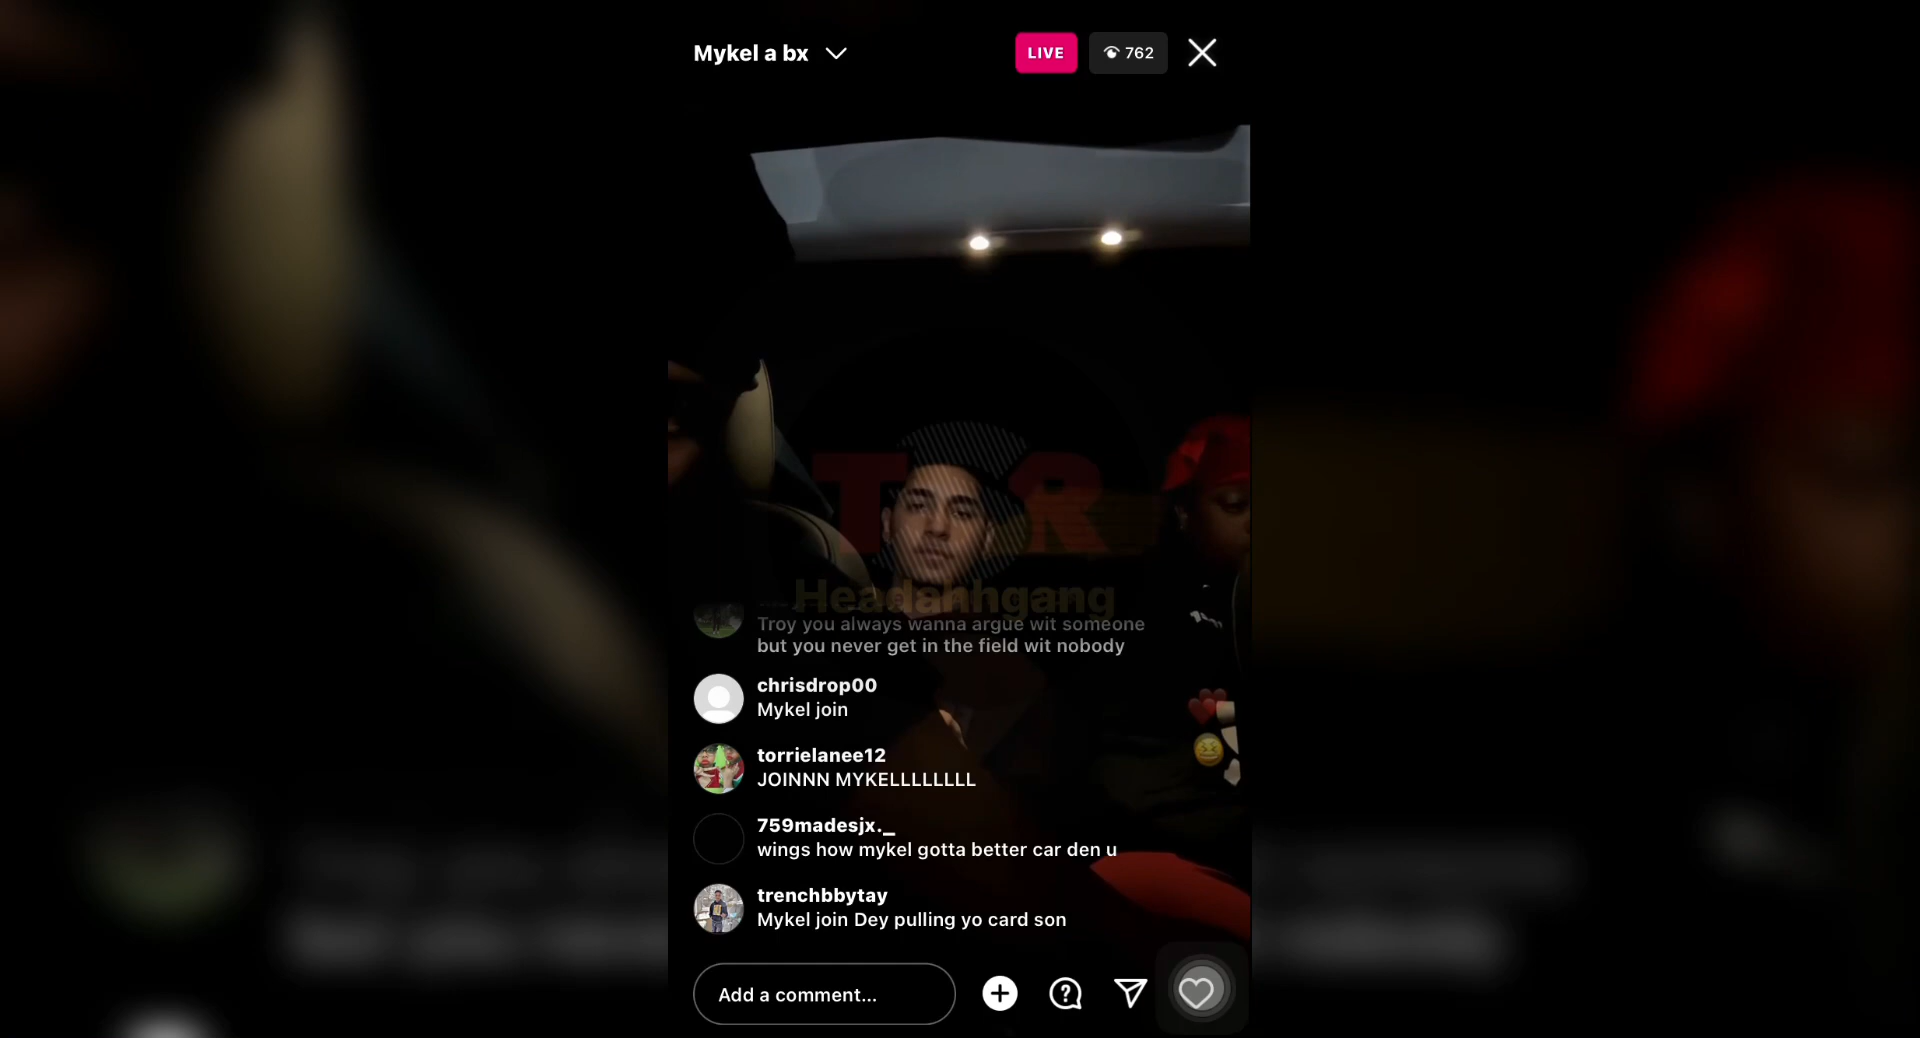 Mykel a bx
LIVE
762
T R
Headahhgang
Troy you always wanna argue wit someone
but you never get in the field wit nobody
chrisdrop00
Mykel join
torrielanee12
JOINNN MYKELLLLLLLL
759madesjx._
wings how mykel gotta better car den u
trenchbbytay
Mykel join Dey pulling yo card son
Add a comment...